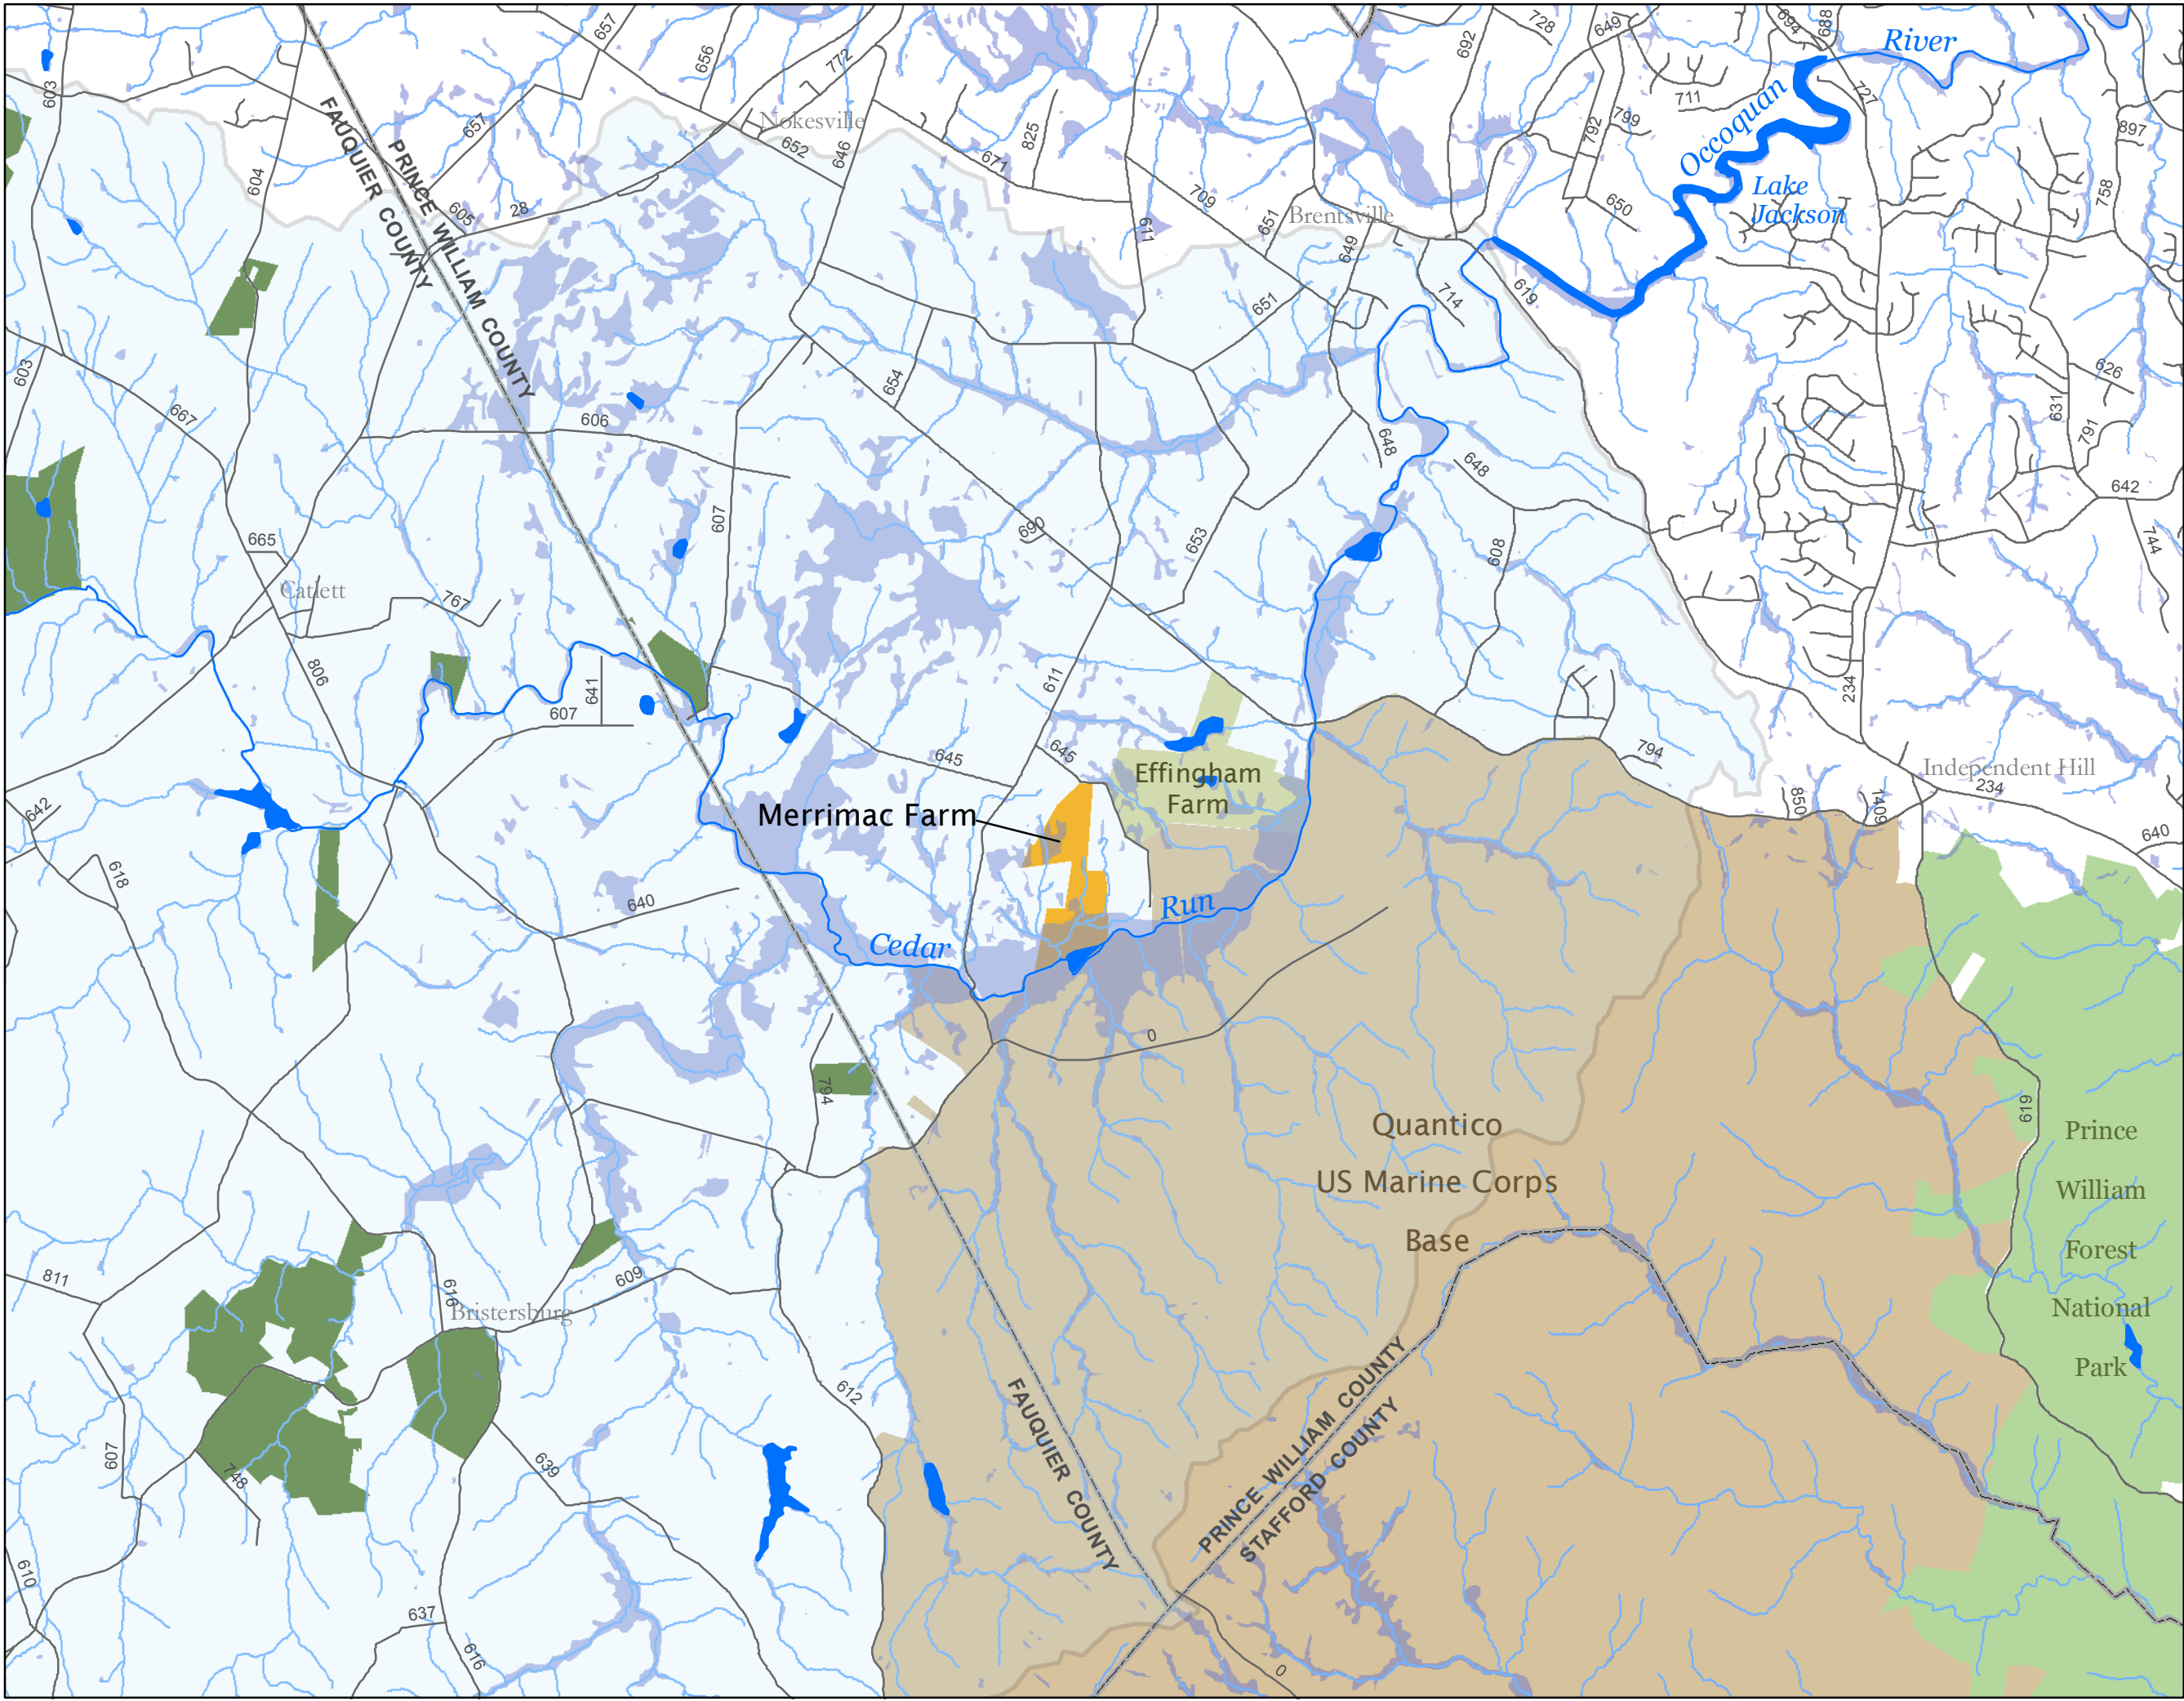 657
656
772
692
728
649
694
688
River
603
FAUQUIER COUNTY
PRINCE WILLIAM COUNTY
657
Nokesville
652
646
671
825
792
799
711
Occoquan
727
897
604
605
28
709
611
651
Brentsville
649
650
Lake
Jackson
758
714
619
651
603
667
606
654
648
648
626
631
791
642
744
665
607
690
653
608
Catlett
767
806
641
607
611
234
645
645
794
Effingham
Farm
Merrimac Farm
Independent Hill
234
850
1409
640
642
618
640
Cedar
Run
0
794
619
Quantico
US Marine Corps
Base
Prince
William
Forest
National
Park
811
616
Bristersburg
609
612
FAUQUIER COUNTY
PRINCE WILLIAM COUNTY
STAFFORD COUNTY
607
748
639
610
637
616
0